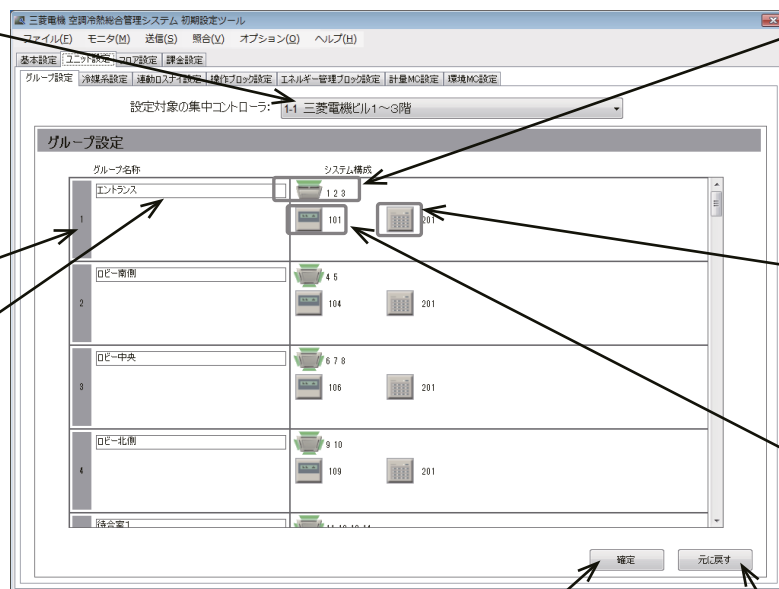 三菱電機 空調冷熱総合管理システム 初期設定ツール
ファイル(F) モニタ(M) 送信(S) 照合(V) オプション(O) ヘルプ(H)
基本設定 ユニット設定 フロア設定 課金設定
グループ設定 冷媒系設定 連動ロスナイ設定 操作ブロック設定 エネルギー管理ブロック設定 計量MC設定 環境MC設定
設定対象の集中コントローラ: 1-1 三菱電機ビル1~3階
グループ設定
グループ名称 システム構成
1 エントランス 1 2 3
101 201
2 ロビー南側 4 5
104 201
3 ロビー中央 6 7 8
106 201
4 ロビー北側 9 10
109 201
待合室1 11 12 13 14
確定 元に戻す